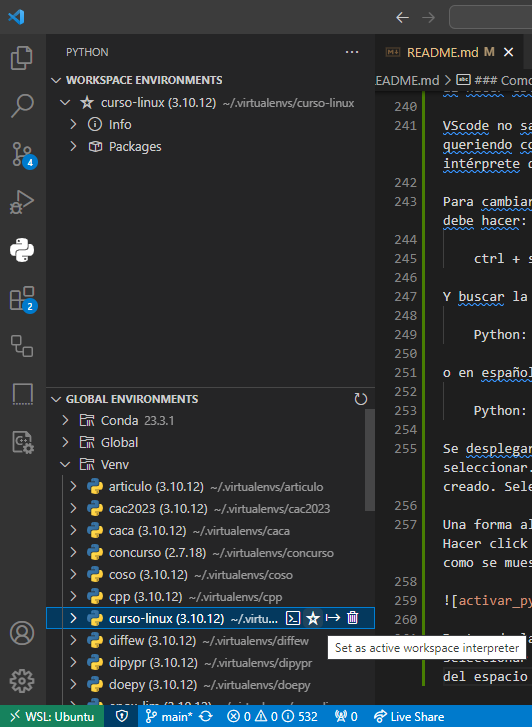 PYTHON
WORKSPACE ENVIRONMENTS
curso-linux (3.10.12) ~/.virtualenvs/curso-linux
Info
Packages
4
2
GLOBAL ENVIRONMENTS
Conda 23.3.1
Global
Venv
articulo (3.10.12) ~/.virtualenvs/articulo
cac2023 (3.10.12) ~/.virtualenvs/cac2023
caca (3.10.12) ~/.virtualenvs/caca
concurso (2.7.18) ~/.virtualenvs/concurso
coso (3.10.12) ~/.virtualenvs/coso
cpp (3.10.12) ~/.virtualenvs/cpp
curso-linux (3.10.12) ~/.virtu...
Set as active workspace interpreter
diffew (3.10.12) ~/.virtualenvs/diffew
dipypr (3.10.12) ~/.virtualenvs/dipypr
doepy (3.10.12) ~/.virtualenvs/doepy
README.md M
EADME.md > ### Como
240
241 VScode no sa
queriendo co
intérprete d
242
243 Para cambiar
debe hacer:
244
245 ctrl + s
246
247 Y buscar la
248
249 Python:
250
251 o en español
252
253 Python:
254
255 Se desplegar
seleccionar.
creado. Sele
256
257 Una forma al
Hacer click
como se mues
258
259 ![activar_py
260
del espacio
WSL: Ubuntu main* 0 0 532 0 Live Share